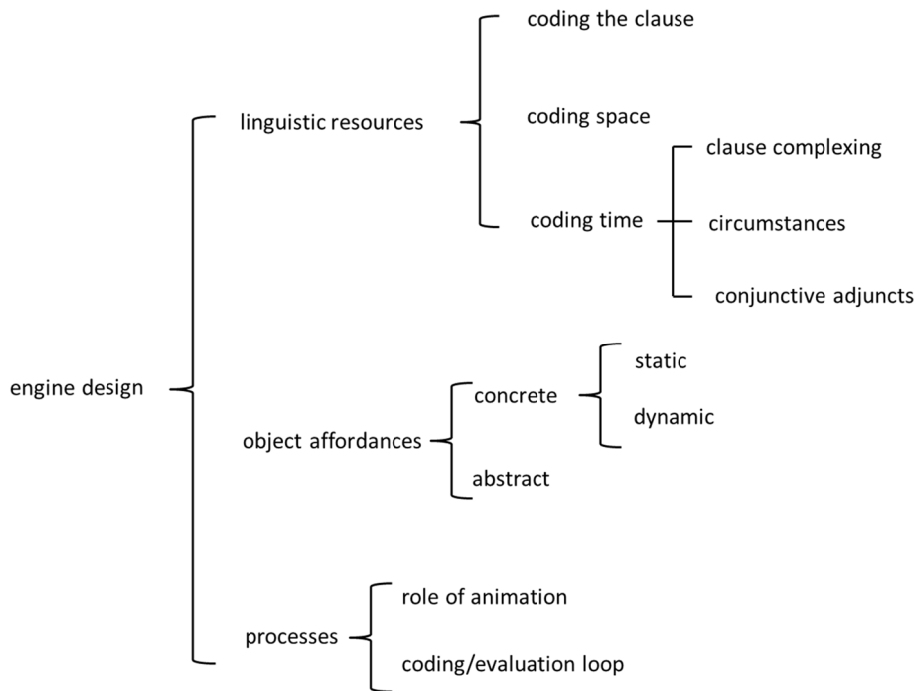 coding the clause
linguistic resources
coding space
clause complexing
coding time
circumstances
conjunctive adjuncts
engine design
object affordances
concrete
static
dynamic
abstract
processes
role of animation
coding/evaluation loop